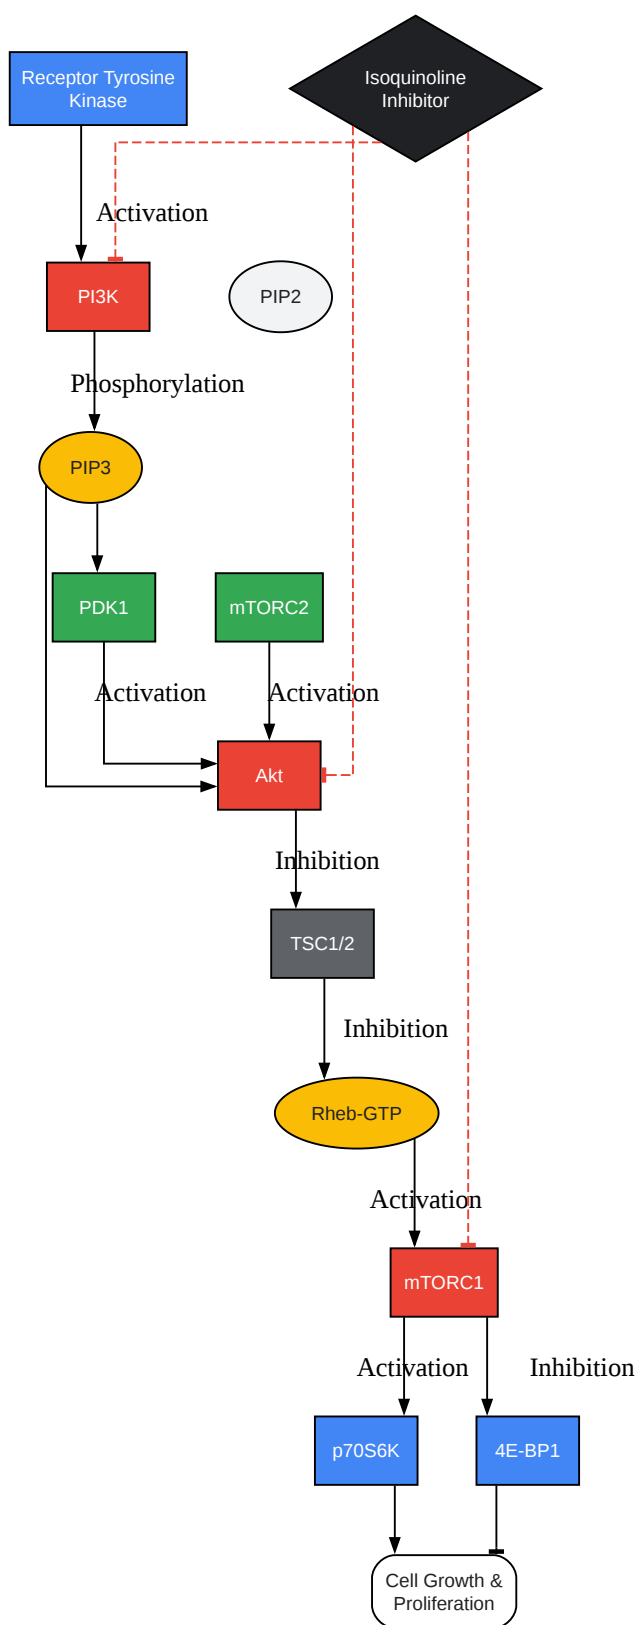 Receptor Tyrosine
Kinase
Isoquinoline
Inhibitor
Activation
PI3K
PIP2
Phosphorylation
PIP3
PDK1
mTORC2
Activation
Activation
Akt
Inhibition
TSC1/2
Inhibition
Rheb-GTP
Activation
mTORC1
Activation
Inhibition
p70S6K
4E-BP1
Cell Growth &
Proliferation